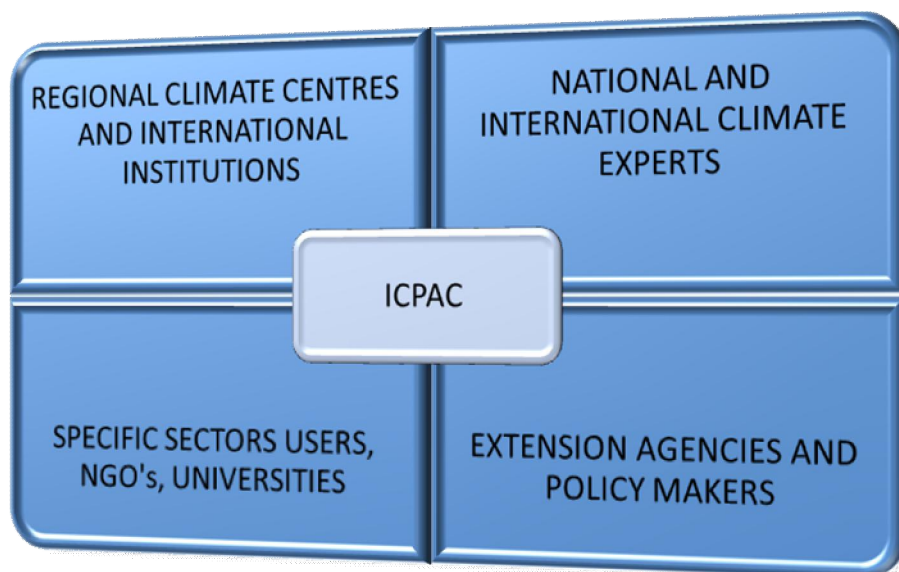 REGIONAL CLIMATE CENTRES
AND INTERNATIONAL
INSTITUTIONS
NATIONAL AND
INTERNATIONAL CLIMATE
EXPERTS
ICPAC
SPECIFIC SECTORS USERS,
NGO's, UNIVERSITIES
EXTENSION AGENCIES AND
POLICY MAKERS